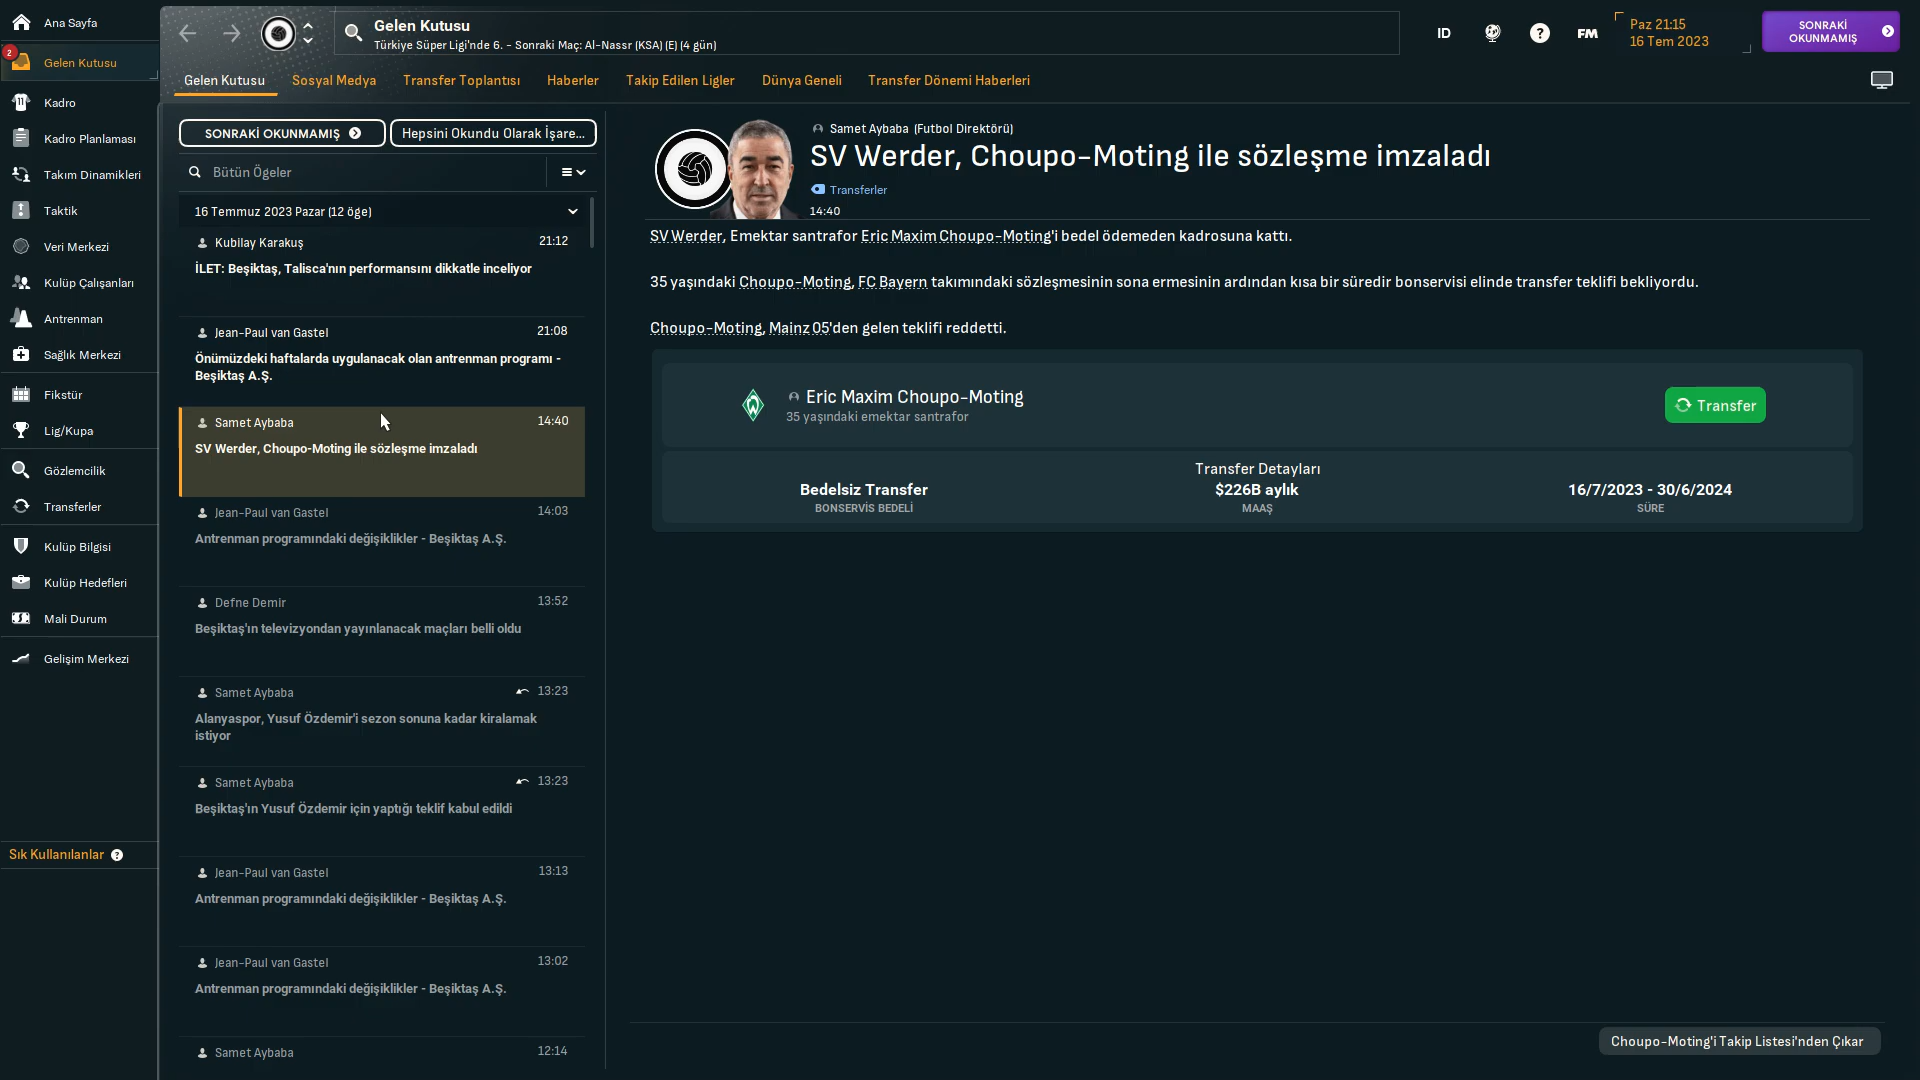 Ana Sayfa
2
Gelen Kutusu
Kadro
Kadro Planlaması
Takım Dinamikleri
Taktik
Veri Merkezi
Kulüp Çalışanları
Antrenman
Sağlık Merkezi
Fikstür
Lig/Kupa
Gözlemcilik
Transferler
Kulüp Bilgisi
Kulüp Hedefleri
Mali Durum
Gelişim Merkezi
Sık Kullanılanlar ?
Gelen Kutusu
Türkiye Süper Ligi'nde 6. - Sonraki Maç: Al-Nassr (KSA) (E) (4 gün)
ID
?
FM
Paz 21:15
16 Tem 2023
SONRAKİ
OKUNMAMIŞ
Gelen Kutusu Sosyal Medya Transfer Toplantısı Haberler Takip Edilen Ligler Dünya Geneli Transfer Dönemi Haberleri
SONRAKİ OKUNMAMIŞ
Hepsini Okundu Olarak İşare...
Bütün Ögeler
16 Temmuz 2023 Pazar (12 öge)
Kubilay Karakuş 21:12
İLET: Beşiktaş, Talisca'nın performansını dikkatle inceliyor
Jean-Paul van Gastel 21:08
Önümüzdeki haftalarda uygulanacak olan antrenman programı -
Beşiktaş A.Ş.
Samet Aybaba 14:40
SV Werder, Choupo-Moting ile sözleşme imzaladı
Jean-Paul van Gastel 14:03
Antrenman programındaki değişiklikler - Beşiktaş A.Ş.
Defne Demir 13:52
Beşiktaş'ın televizyondan yayınlanacak maçları belli oldu
Samet Aybaba 13:23
Alanyaspor, Yusuf Özdemir'i sezon sonuna kadar kiralamak
istiyor
Samet Aybaba 13:23
Beşiktaş'ın Yusuf Özdemir için yaptığı teklif kabul edildi
Jean-Paul van Gastel 13:13
Antrenman programındaki değişiklikler - Beşiktaş A.Ş.
Jean-Paul van Gastel 13:02
Antrenman programındaki değişiklikler - Beşiktaş A.Ş.
Samet Aybaba 12:14
Samet Aybaba (Futbol Direktörü)
SV Werder, Choupo-Moting ile sözleşme imzaladı
Transferler
14:40
SV Werder, Emektar santrafor Eric Maxim Choupo-Moting'i bedel ödemeden kadrosuna kattı.
35 yaşındaki Choupo-Moting, FC Bayern takımındaki sözleşmesinin sona ermesinin ardından kısa bir süredir bonservisi elinde transfer teklifi bekliyordu.
Choupo-Moting, Mainz 05'den gelen teklifi reddetti.
Eric Maxim Choupo-Moting
35 yaşındaki emektar santrafor
Transfer
Transfer Detayları
Bedelsiz Transfer $226B aylık 16/7/2023 - 30/6/2024
BONSERVİS BEDELİ MAAŞ SÜRE
Choupo-Moting'i Takip Listesi'nden Çıkar